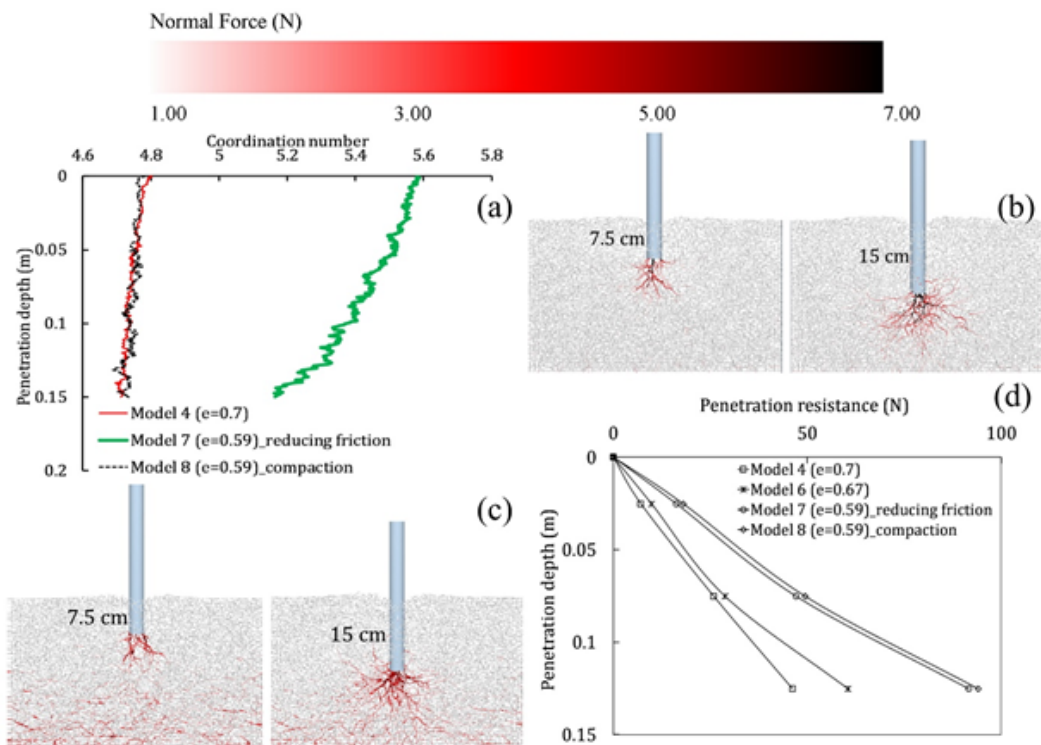 Normal Force (N)
1.00 3.00 5.00 7.00
Coordination number
4.6 4.8 5 5.2 5.4 5.6 5.8
(a)
0
0.05
0.1
0.15
0.2
Penetration depth (m)
Model 4 (e=0.7)
Model 7 (e=0.59)_reducing friction
Model 8 (e=0.59)_compaction
(b)
7.5 cm
15 cm
(c)
7.5 cm
15 cm
(d)
Penetration resistance (N)
0 50 100
0
0.05
0.1
0.15
Penetration depth (m)
Model 4 (e=0.7)
Model 6 (e=0.67)
Model 7 (e=0.59)_reducing friction
Model 8 (e=0.59)_compaction